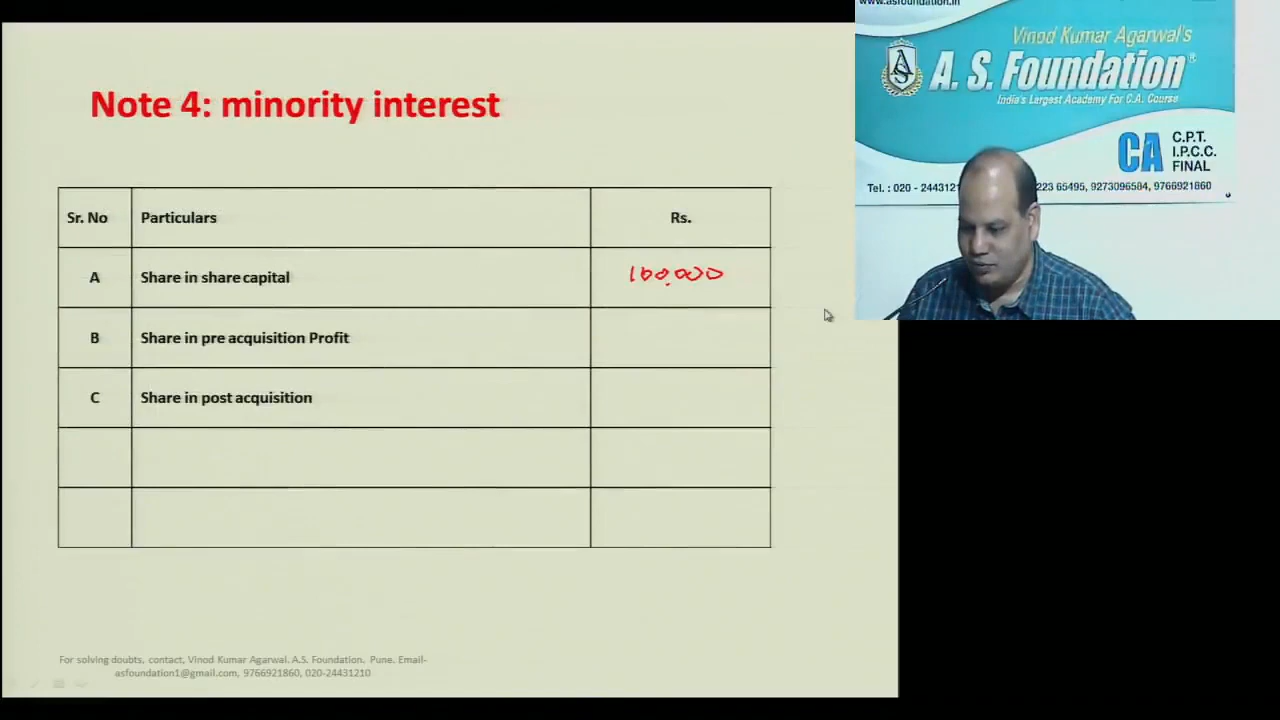 www.asfoundation.in
Vinod Kumar Agarwal's
A. S. Foundation®
India's Largest Academy For C.A. Course
CA
C.P.T.
I.P.C.C.
FINAL
Tel. : 020 - 2443121
223 65495, 9273096584, 9766921860
Note 4: minority interest
Sr. No Particulars Rs.
A Share in share capital 100,000
B Share in pre acquisition Profit
C Share in post acquisition
For solving doubts, contact, Vinod Kumar Agarwal. A.S. Foundation. Pune. Email-
asfoundation1@gmail.com, 9766921860, 020-24431210